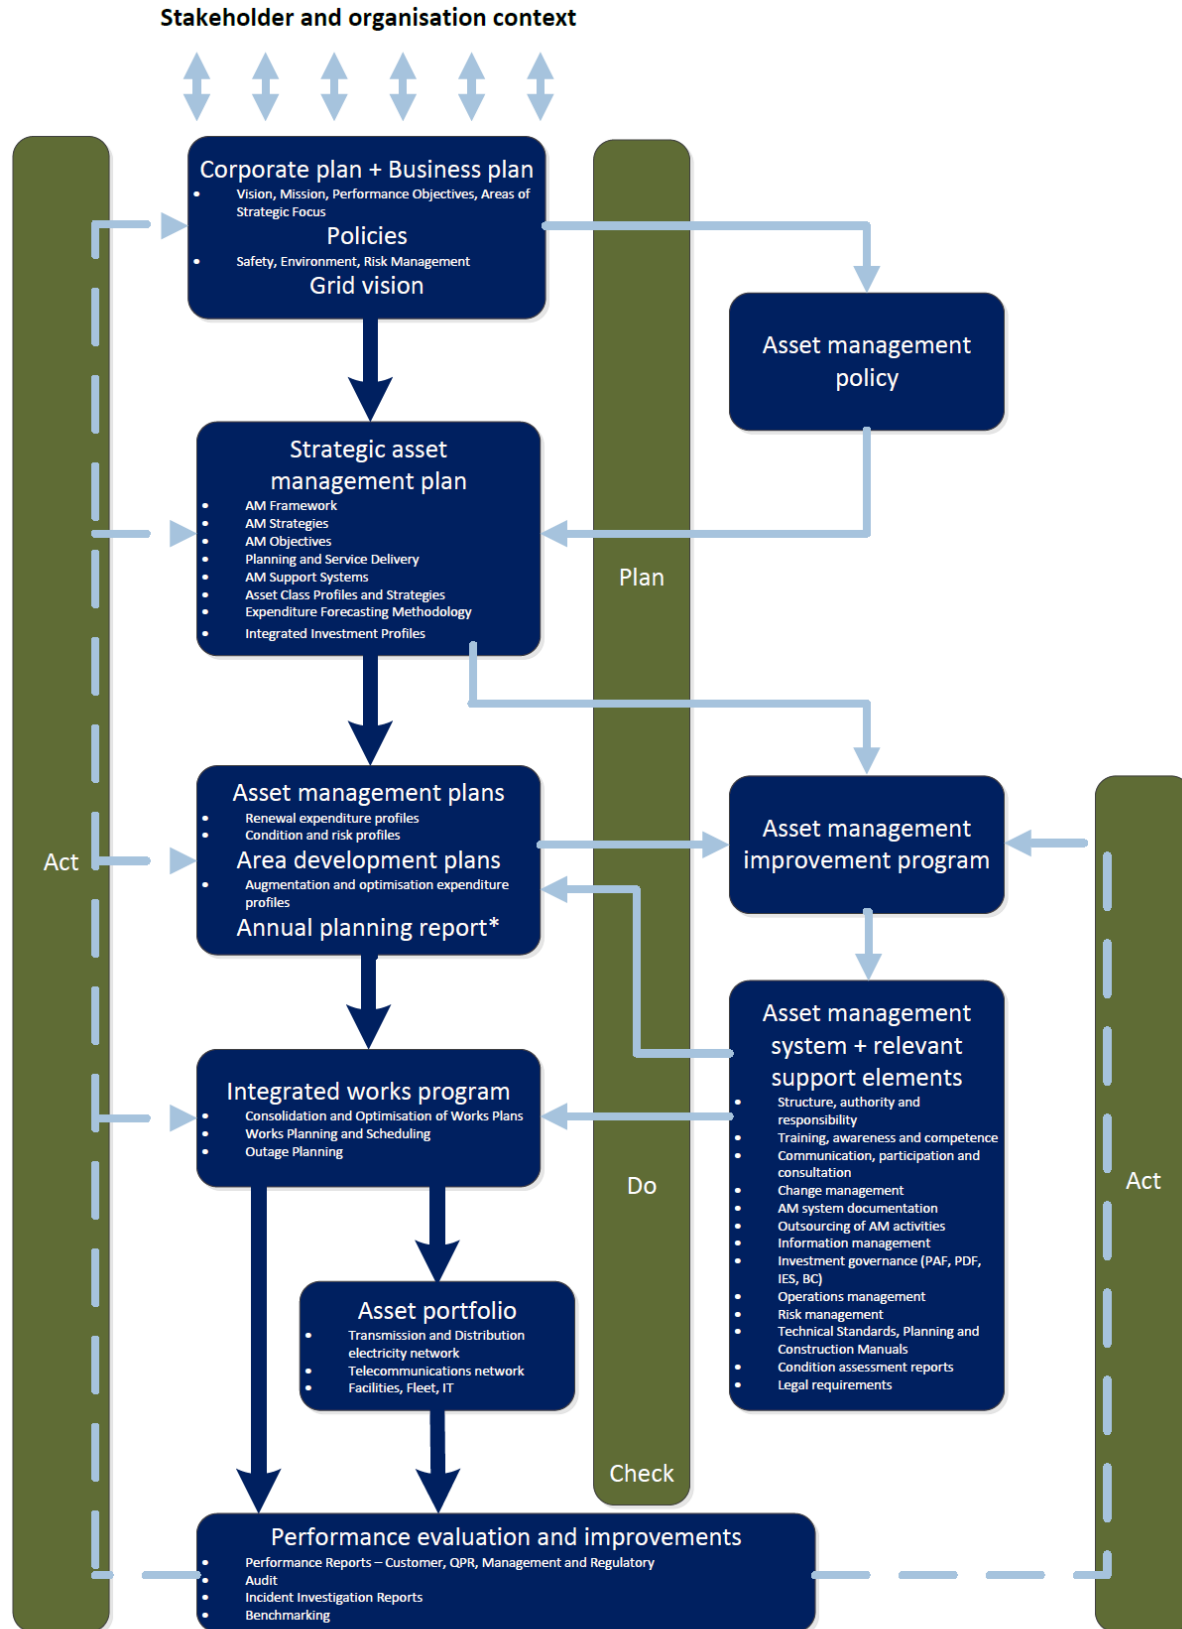 Stakeholder and organisation context
Corporate plan + Business plan
• Vision, Mission, Performance Objectives, Areas of
Strategic Focus
Policies
• Safety, Environment, Risk Management
Grid vision
Asset management
policy
Strategic asset
management plan
• AM Framework
• AM Strategies
• AM Objectives
• Planning and Service Delivery
• AM Support Systems
• Asset Class Profiles and Strategies
• Expenditure Forecasting Methodology
• Integrated Investment Profiles
Plan
Asset management plans
• Renewal expenditure profiles
• Condition and risk profiles
Area development plans
• Augmentation and optimisation expenditure
profiles
Annual planning report*
Asset management
improvement program
Act
Integrated works program
• Consolidation and Optimisation of Works Plans
• Works Planning and Scheduling
• Outage Planning
Do
Asset management
system + relevant
support elements
• Structure, authority and
responsibility
• Training, awareness and competence
• Communication, participation and
consultation
• Change management
• AM system documentation
• Outsourcing of AM activities
• Information management
• Investment governance (PAF, PDF,
IES, BC)
• Operations management
• Risk management
• Technical Standards, Planning and
Construction Manuals
• Condition assessment reports
• Legal requirements
Act
Asset portfolio
• Transmission and Distribution
electricity network
• Telecommunications network
• Facilities, Fleet, IT
Check
Performance evaluation and improvements
• Performance Reports – Customer, QPR, Management and Regulatory
• Audit
• Incident Investigation Reports
• Benchmarking